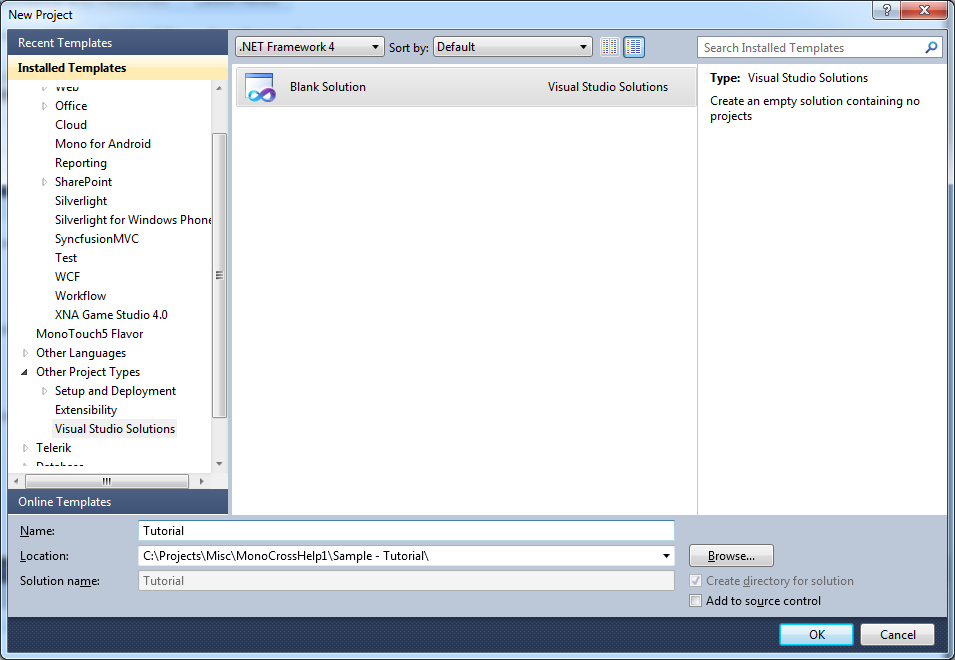 New Project
Recent Templates
Installed Templates
Web
Office
Cloud
Mono for Android
Reporting
SharePoint
Silverlight
Silverlight for Windows Phone
SyncfusionMVC
Test
WCF
Workflow
XNA Game Studio 4.0
MonoTouch5 Flavor
Other Languages
Other Project Types
Setup and Deployment
Extensibility
Visual Studio Solutions
Telerik
Database
Online Templates
.NET Framework 4
Sort by: Default
Blank Solution Visual Studio Solutions
Search Installed Templates
Type: Visual Studio Solutions
Create an empty solution containing no
projects
Name: Tutorial
Location: C:\Projects\Misc\MonoCrossHelp1\Sample - Tutorial\ Browse...
Solution name: Tutorial
Create directory for solution
Add to source control
OK Cancel